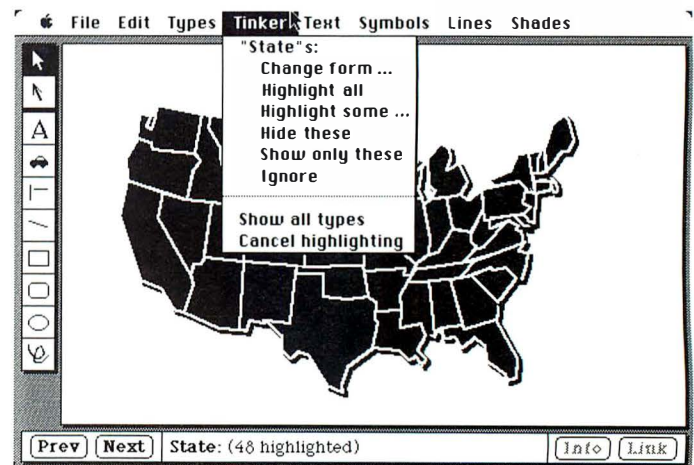 File Edit Types Tinker Text Symbols Lines Shades
"State"s:
Change form ...
Highlight all
Highlight some ...
Hide these
Show only these
Ignore
Show all types
Cancel highlighting
A
Prev Next State: (48 highlighted) Info Link